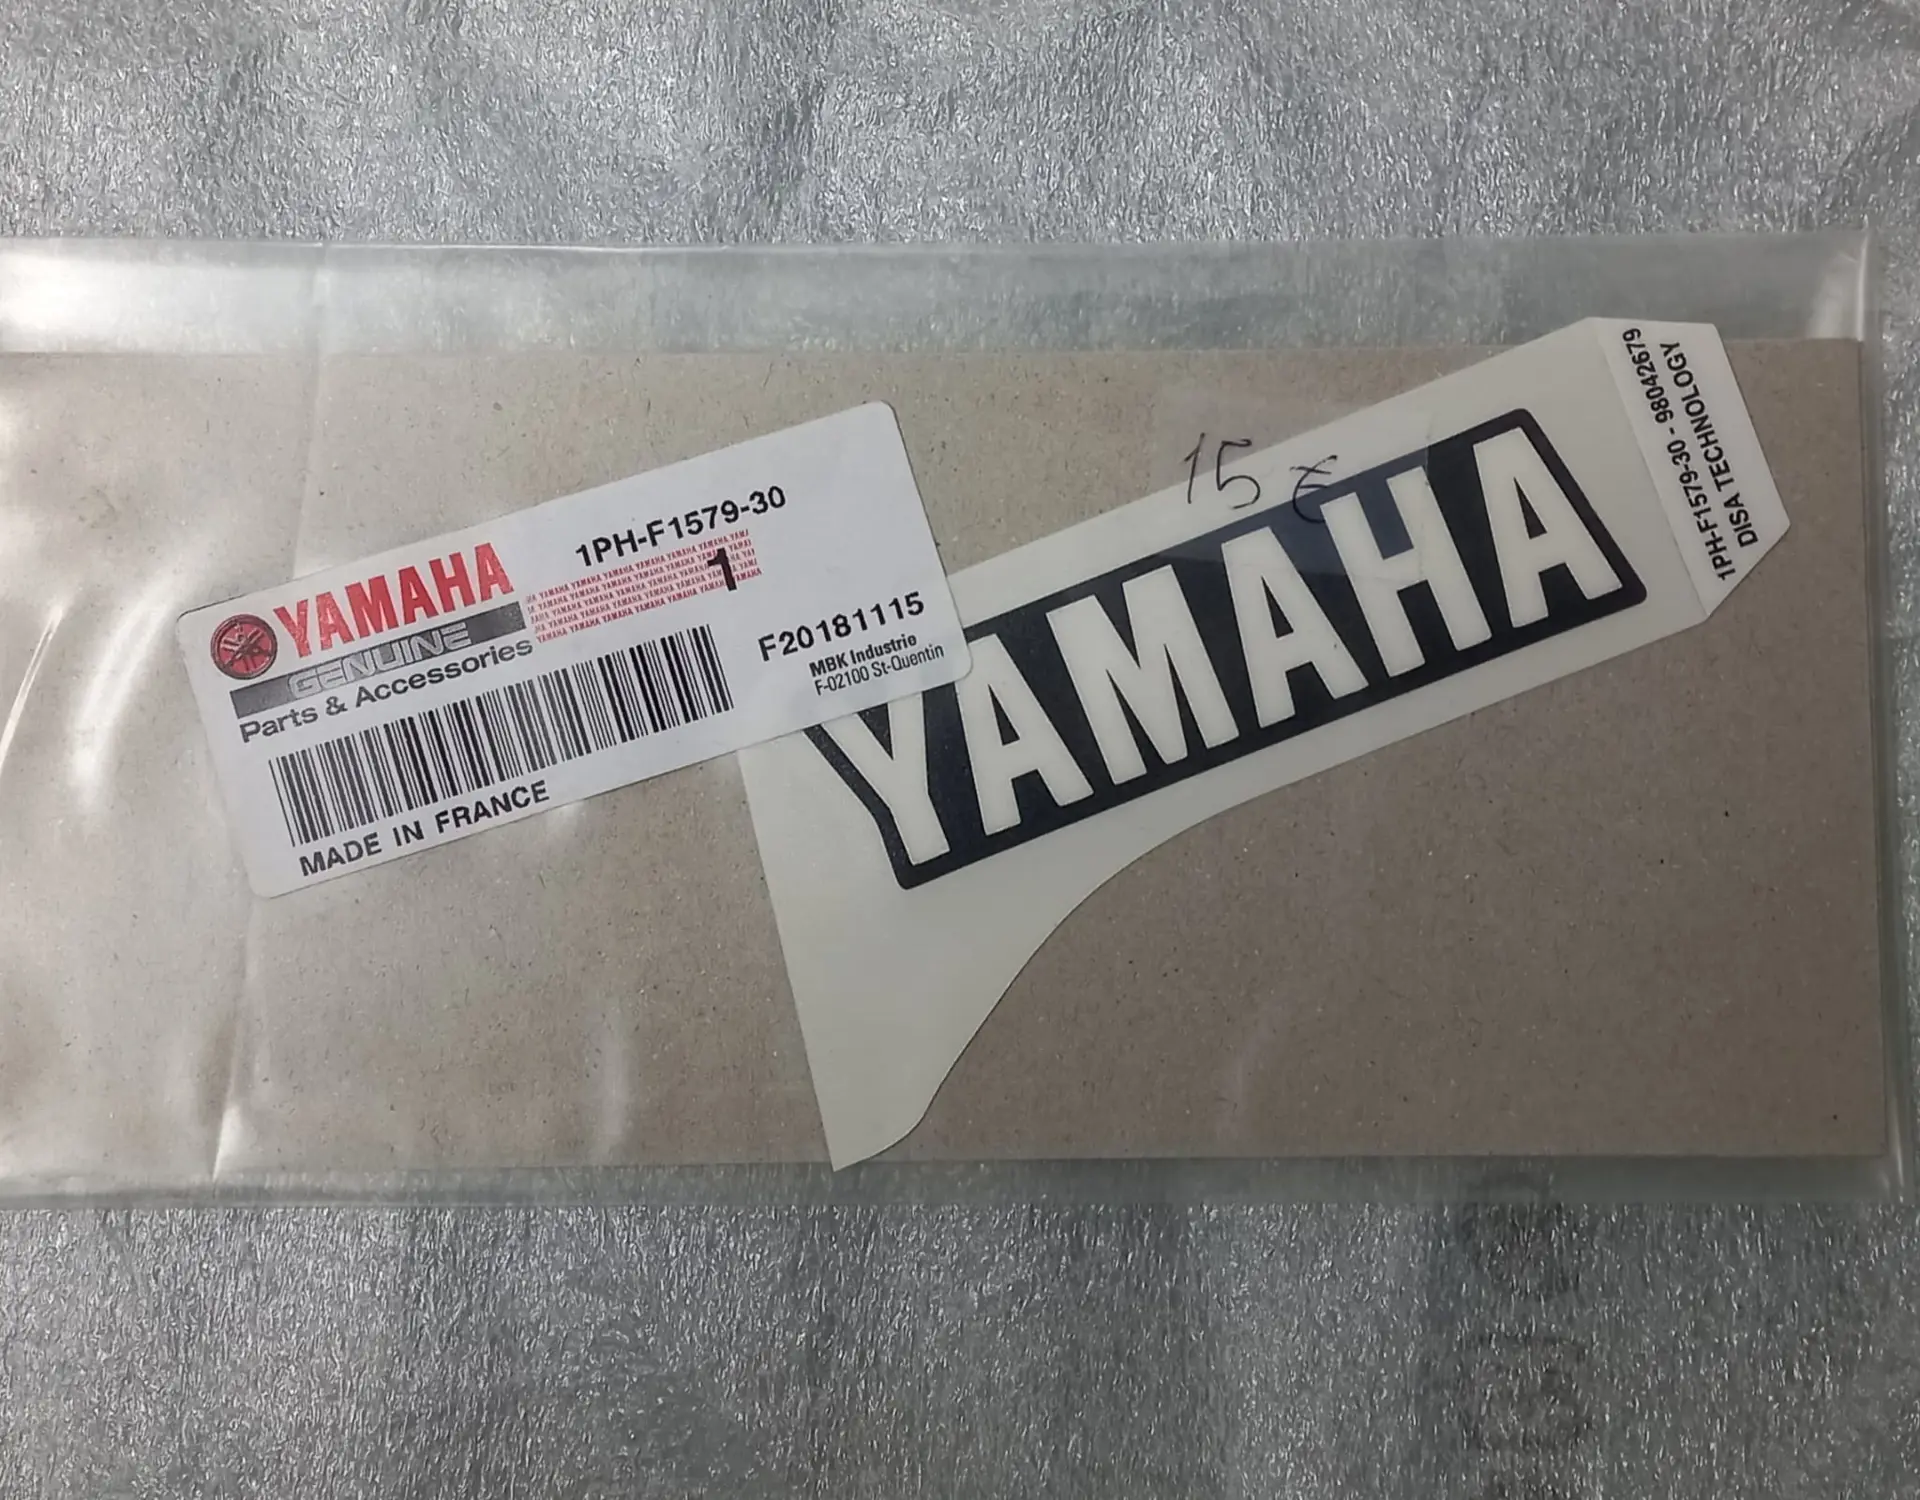 1PH-F1579-30
YAMAHA
GENUINE
Parts & Accessories
1
F20181115
MBK Industrie
F-02100 St-Quentin
MADE IN FRANCE
15 €
YAMAHA
1PH-F1579-30 - 98042679
DISA TECHNOLOGY